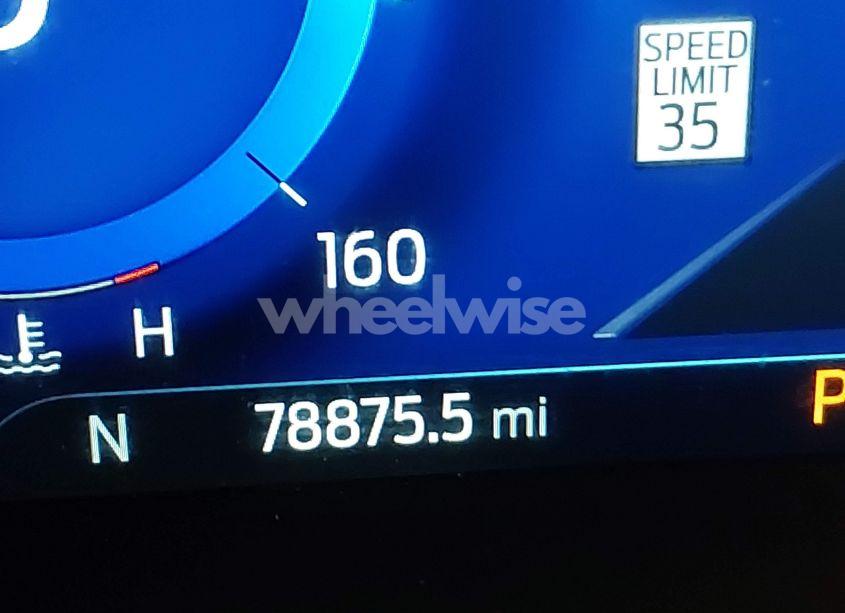 SPEED
LIMIT
35
160
wheelwise
H
N 78875.5 mi P